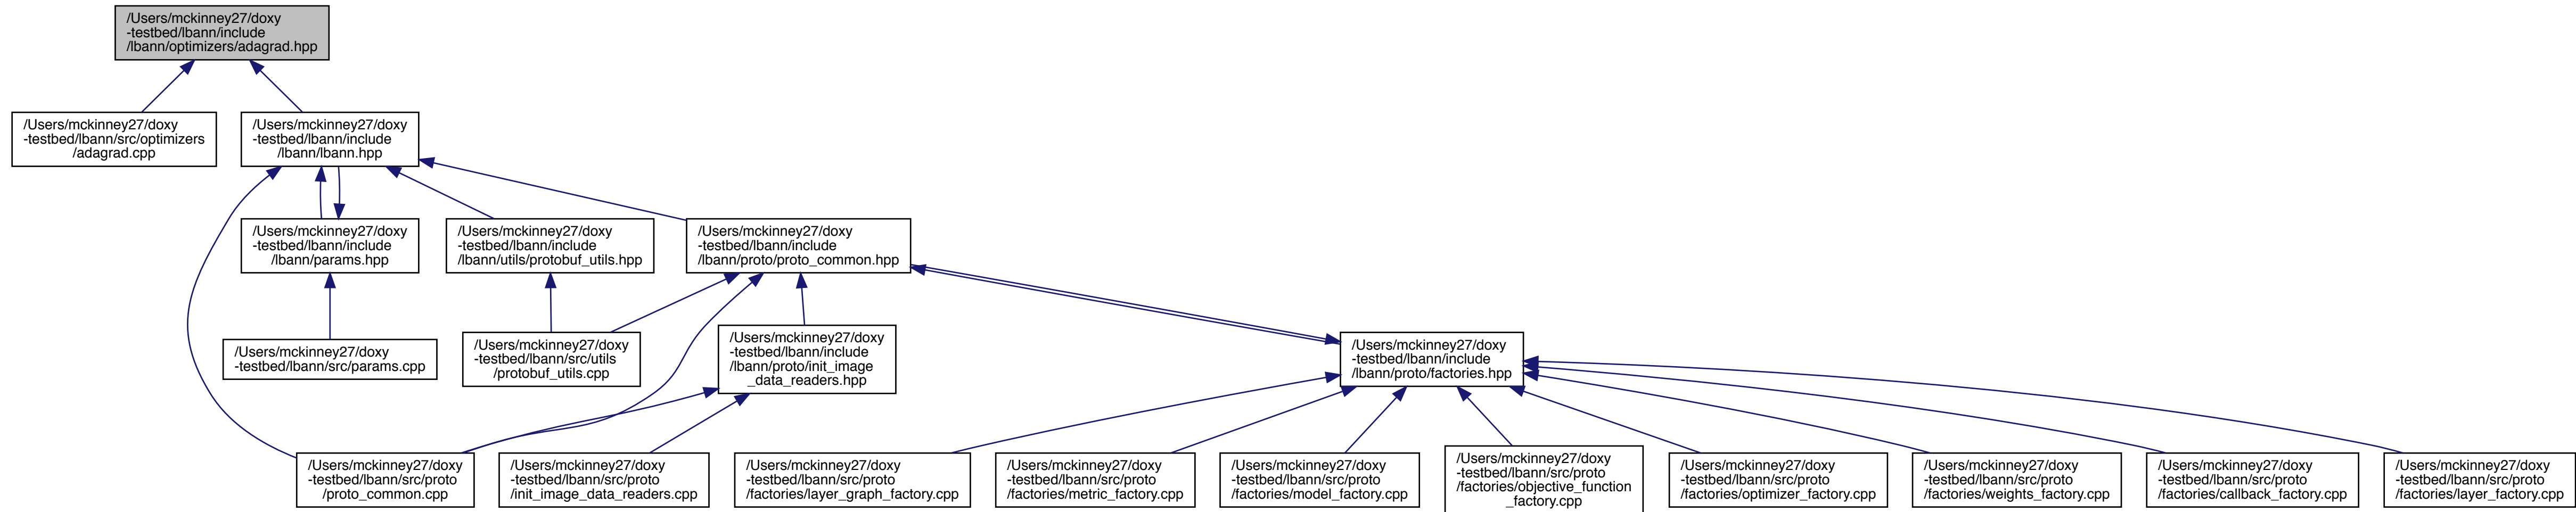 /Users/mckinney27/doxy
-testbed/lbann/include
/lbann/optimizers/adagrad.hpp
/Users/mckinney27/doxy
-testbed/lbann/src/optimizers
/adagrad.cpp
/Users/mckinney27/doxy
-testbed/lbann/include
/lbann/lbann.hpp
/Users/mckinney27/doxy
-testbed/lbann/include
/lbann/params.hpp
/Users/mckinney27/doxy
-testbed/lbann/include
/lbann/utils/protobuf_utils.hpp
/Users/mckinney27/doxy
-testbed/lbann/include
/lbann/proto/proto_common.hpp
/Users/mckinney27/doxy
-testbed/lbann/src/params.cpp
/Users/mckinney27/doxy
-testbed/lbann/src/utils
/protobuf_utils.cpp
/Users/mckinney27/doxy
-testbed/lbann/include
/lbann/proto/init_image
_data_readers.hpp
/Users/mckinney27/doxy
-testbed/lbann/include
/lbann/proto/factories.hpp
/Users/mckinney27/doxy
-testbed/lbann/src/proto
/proto_common.cpp
/Users/mckinney27/doxy
-testbed/lbann/src/proto
/init_image_data_readers.cpp
/Users/mckinney27/doxy
-testbed/lbann/src/proto
/factories/layer_graph_factory.cpp
/Users/mckinney27/doxy
-testbed/lbann/src/proto
/factories/metric_factory.cpp
/Users/mckinney27/doxy
-testbed/lbann/src/proto
/factories/model_factory.cpp
/Users/mckinney27/doxy
-testbed/lbann/src/proto
/factories/objective_function
_factory.cpp
/Users/mckinney27/doxy
-testbed/lbann/src/proto
/factories/optimizer_factory.cpp
/Users/mckinney27/doxy
-testbed/lbann/src/proto
/factories/weights_factory.cpp
/Users/mckinney27/doxy
-testbed/lbann/src/proto
/factories/callback_factory.cpp
/Users/mckinney27/doxy
-testbed/lbann/src/proto
/factories/layer_factory.cpp